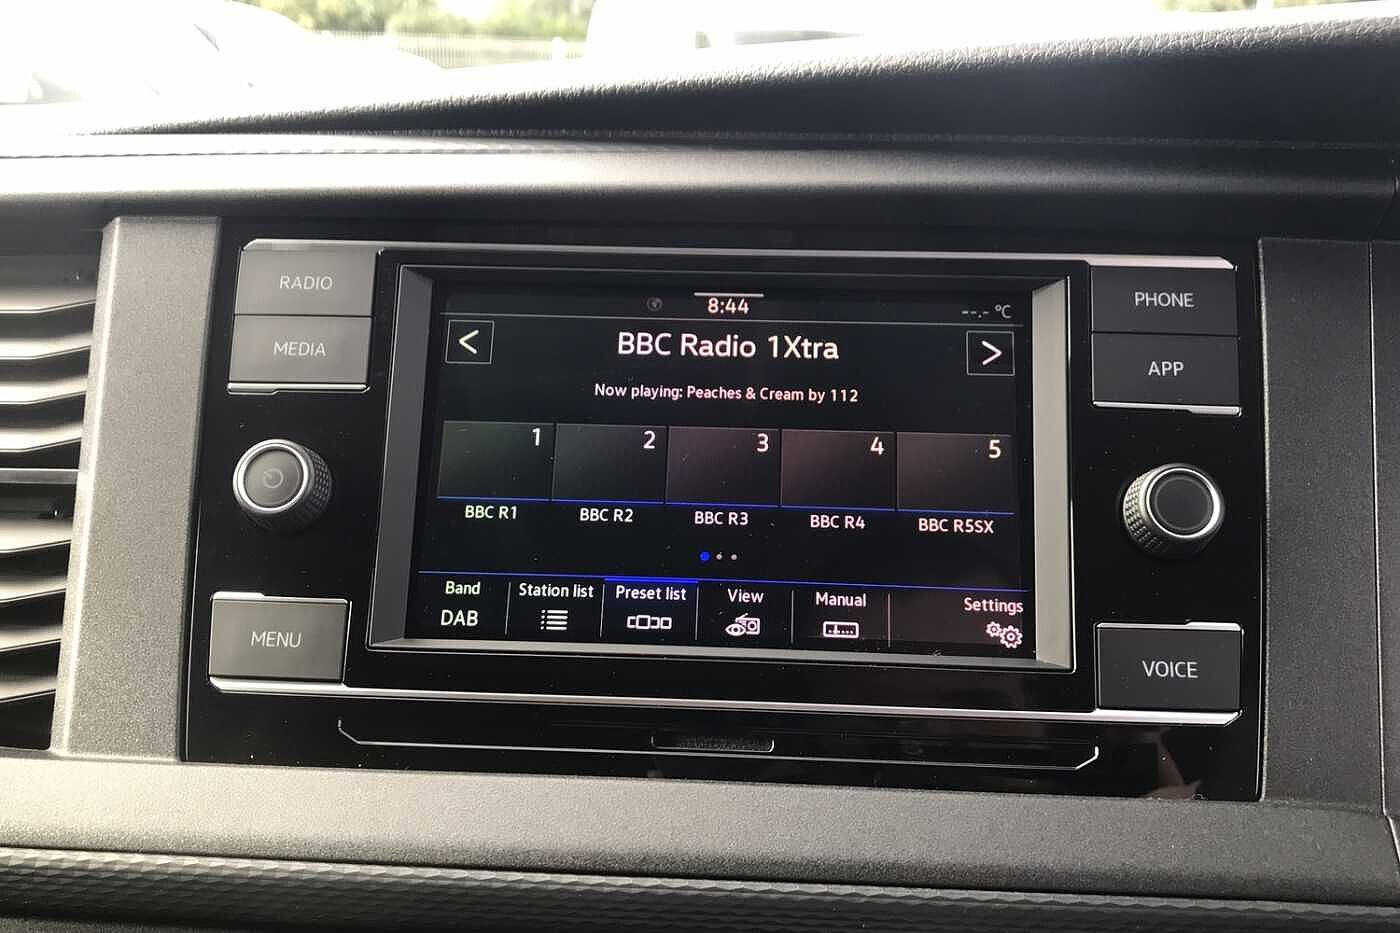 RADIO
MEDIA
MENU
8:44
--.- °C
<
BBC Radio 1Xtra
>
Now playing: Peaches & Cream by 112
1
2
3
4
5
BBC R1
BBC R2
BBC R3
BBC R4
BBC R5SX
Band
Station list
Preset list
View
Manual
Settings
DAB
PHONE
APP
VOICE